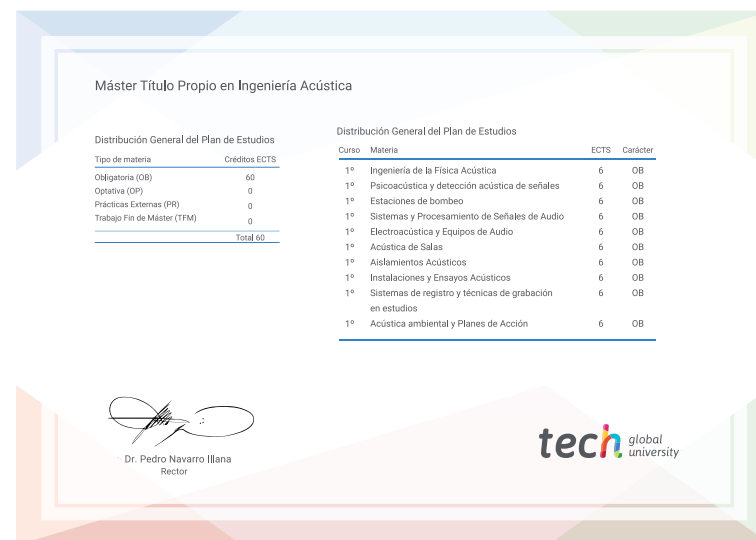 Máster Título Propio en Ingeniería Acústica
Distribución General del Plan de Estudios
Tipo de materia Créditos ECTS
Obligatoria (OB) 60
Optativa (OP) 0
Prácticas Externas (PR) 0
Trabajo Fin de Máster (TFM) 0
Total 60
Distribución General del Plan de Estudios
Curso Materia ECTS Carácter
1º Ingeniería de la Física Acústica 6 OB
1º Psicoacústica y detección acústica de señales 6 OB
1º Estaciones de bombeo 6 OB
1º Sistemas y Procesamiento de Señales de Audio 6 OB
1º Electroacústica y Equipos de Audio 6 OB
1º Acústica de Salas 6 OB
1º Aislamientos Acústicos 6 OB
1º Instalaciones y Ensayos Acústicos 6 OB
1º Sistemas de registro y técnicas de grabación 6 OB
en estudios
1º Acústica ambiental y Planes de Acción 6 OB
Dr. Pedro Navarro Illana
Rector
tech global
university